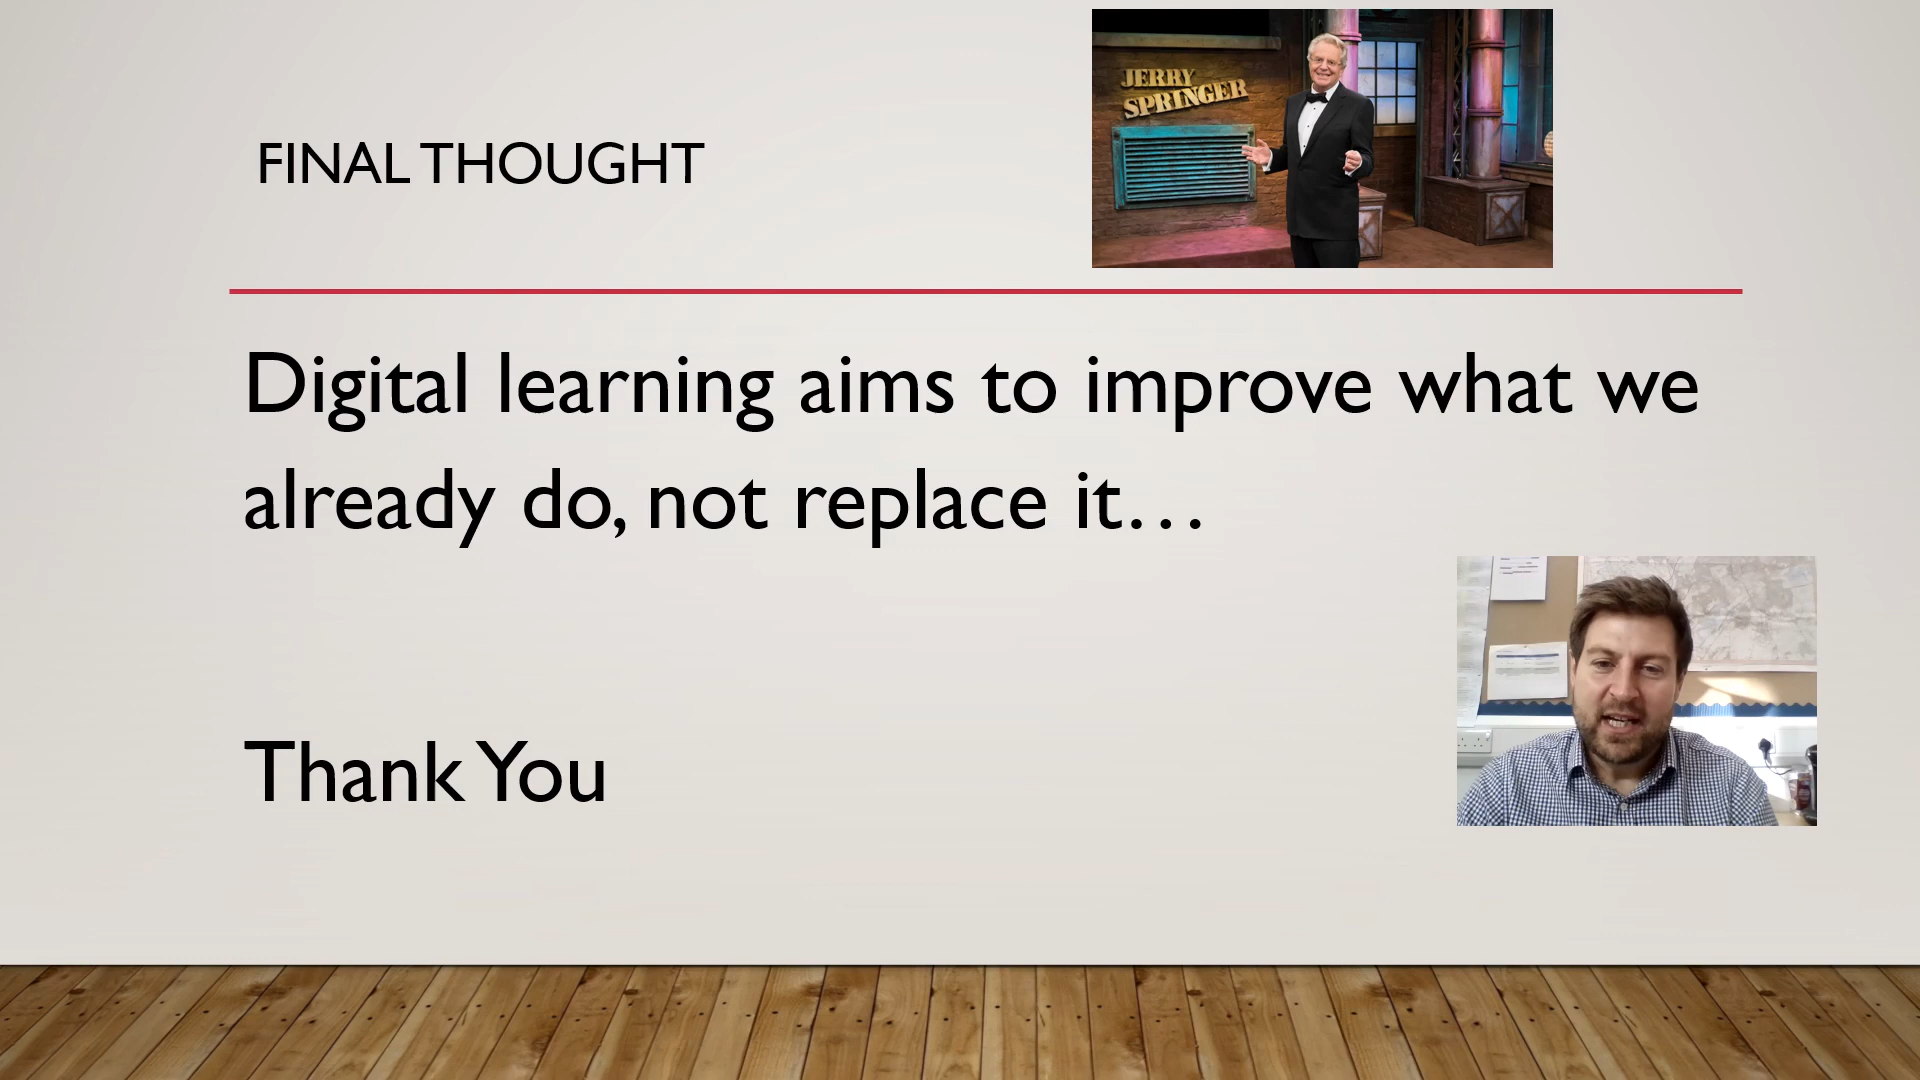 JERRY
SPRINGER
FINAL THOUGHT
Digital learning aims to improve what we
already do, not replace it…
Thank You